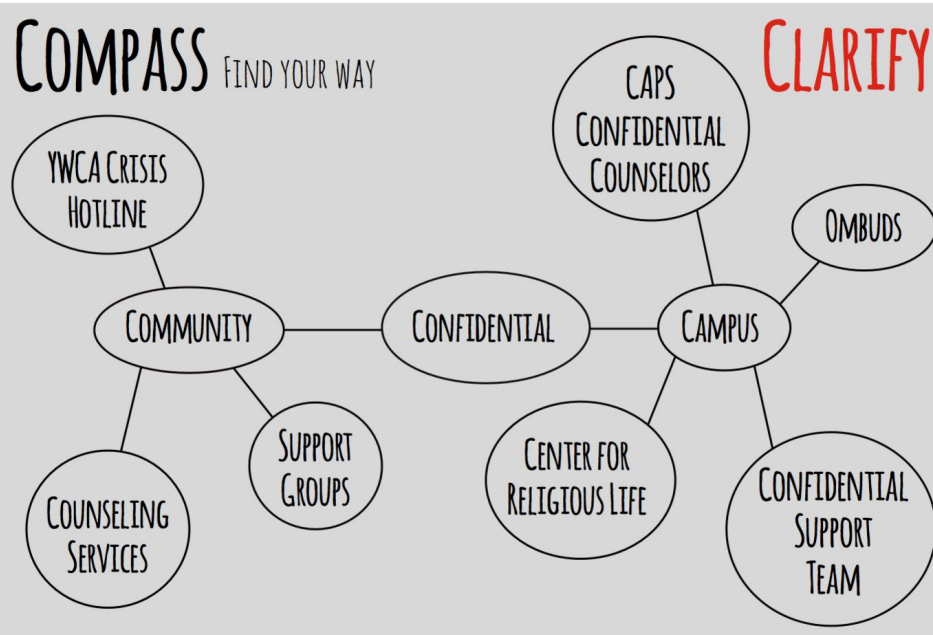 COMPASS FIND YOUR WAY
CLARIFY
CAPS
CONFIDENTIAL
COUNSELORS
YWCA CRISIS
HOTLINE
OMBUDS
COMMUNITY
CONFIDENTIAL
CAMPUS
SUPPORT
GROUPS
CENTER FOR
RELIGIOUS LIFE
COUNSELING
SERVICES
CONFIDENTIAL
SUPPORT
TEAM